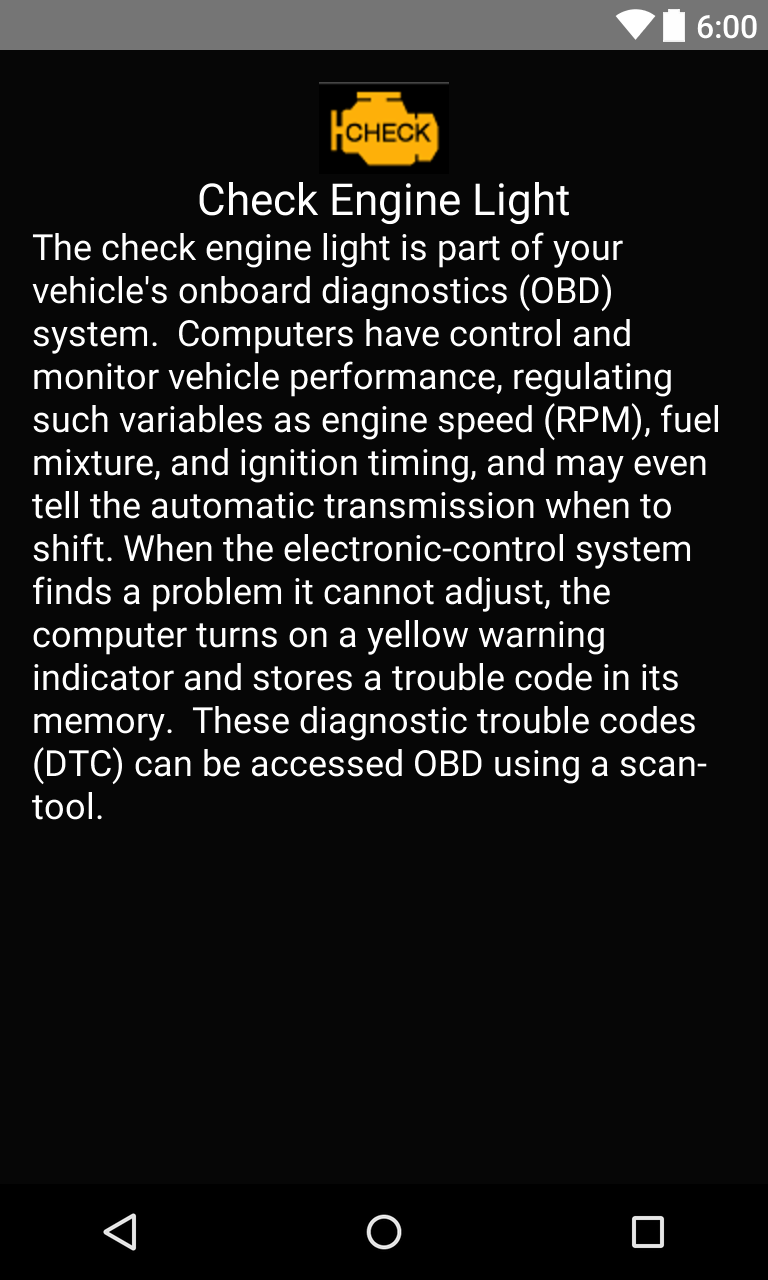 6:00
CHECK
Check Engine Light
The check engine light is part of your
vehicle's onboard diagnostics (OBD)
system.  Computers have control and
monitor vehicle performance, regulating
such variables as engine speed (RPM), fuel
mixture, and ignition timing, and may even
tell the automatic transmission when to
shift. When the electronic-control system
finds a problem it cannot adjust, the
computer turns on a yellow warning
indicator and stores a trouble code in its
memory.  These diagnostic trouble codes
(DTC) can be accessed OBD using a scan-
tool.